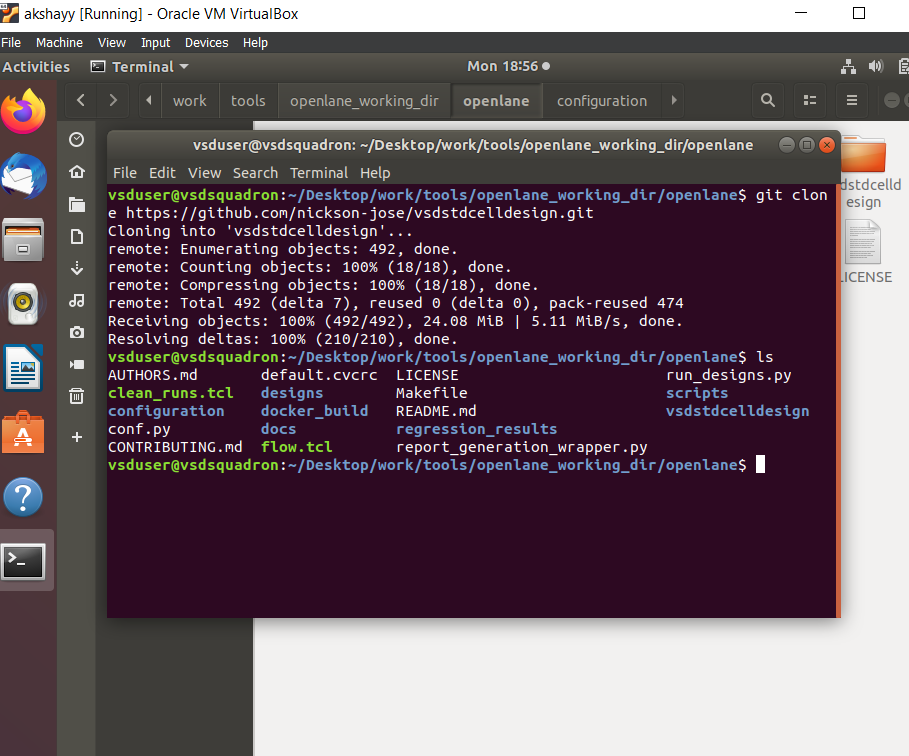 akshayy [Running] - Oracle VM VirtualBox
File Machine View Input Devices Help
Activities Terminal Mon 18:56
work tools openlane_working_dir openlane configuration
vsduser@vsdsquadron: ~/Desktop/work/tools/openlane_working_dir/openlane
File Edit View Search Terminal Help
vsduser@vsdsquadron:~/Desktop/work/tools/openlane_working_dir/openlane$ git clon
e https://github.com/nickson-jose/vsdstdcelldesign.git
Cloning into 'vsdstdcelldesign'...
remote: Enumerating objects: 492, done.
remote: Counting objects: 100% (18/18), done.
remote: Compressing objects: 100% (18/18), done.
remote: Total 492 (delta 7), reused 0 (delta 0), pack-reused 474
Receiving objects: 100% (492/492), 24.08 MiB | 5.11 MiB/s, done.
Resolving deltas: 100% (210/210), done.
vsduser@vsdsquadron:~/Desktop/work/tools/openlane_working_dir/openlane$ ls
AUTHORS.md default.cvcrc LICENSE run_designs.py
clean_runs.tcl designs Makefile scripts
configuration docker_build README.md vsdstdcelldesign
conf.py docs regression_results
CONTRIBUTING.md flow.tcl report_generation_wrapper.py
vsduser@vsdsquadron:~/Desktop/work/tools/openlane_working_dir/openlane$
dstdcelld
esign
LICENSE